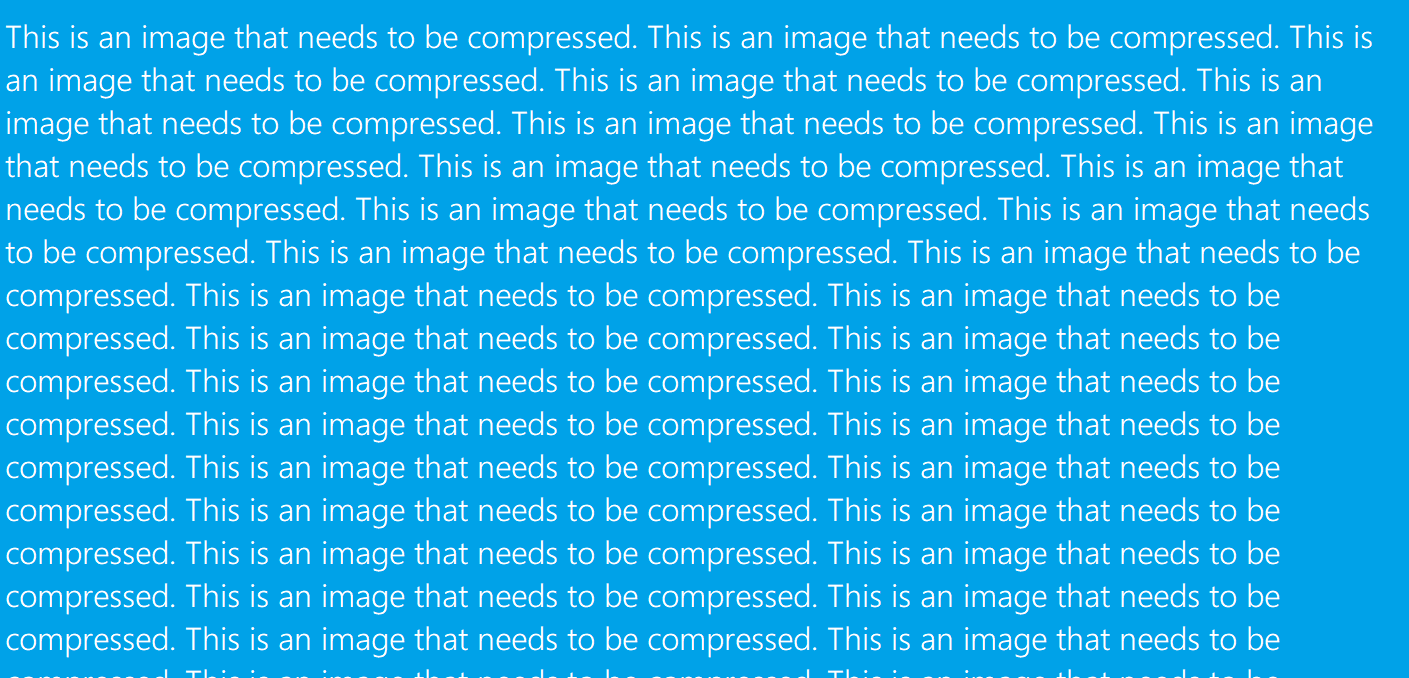 This is an image that needs to be compressed. This is an image that needs to be compressed. This is
an image that needs to be compressed. This is an image that needs to be compressed. This is an
image that needs to be compressed. This is an image that needs to be compressed. This is an image
that needs to be compressed. This is an image that needs to be compressed. This is an image that
needs to be compressed. This is an image that needs to be compressed. This is an image that needs
to be compressed. This is an image that needs to be compressed. This is an image that needs to be
compressed. This is an image that needs to be compressed. This is an image that needs to be
compressed. This is an image that needs to be compressed. This is an image that needs to be
compressed. This is an image that needs to be compressed. This is an image that needs to be
compressed. This is an image that needs to be compressed. This is an image that needs to be
compressed. This is an image that needs to be compressed. This is an image that needs to be
compressed. This is an image that needs to be compressed. This is an image that needs to be
compressed. This is an image that needs to be compressed. This is an image that needs to be
compressed. This is an image that needs to be compressed. This is an image that needs to be
compressed. This is an image that needs to be compressed. This is an image that needs to be